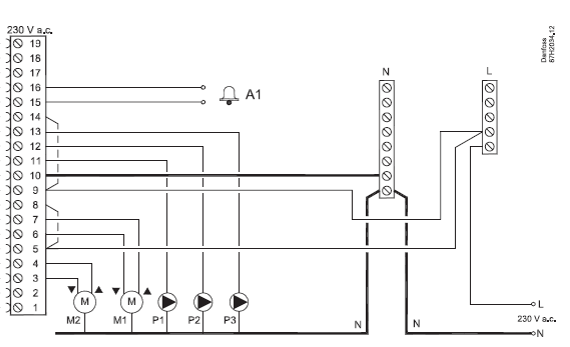 230 V a.c.
19
18
17
16
15
14
13
12
11
10
9
8
7
6
5
4
3
2
1
A1
N
L
Danfoss
87H2034.12
M
M
M2
M1
P1
P2
P3
N
N
L
230 V a.c.
N